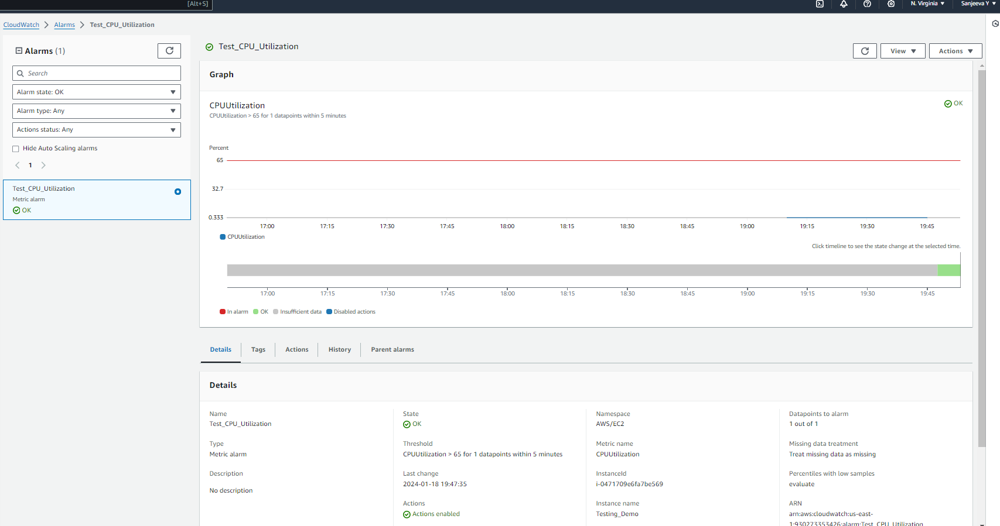 [Alt+S]
N. Virginia
Sanjeeva Y
CloudWatch
Alarms
Test_CPU_Utilization
Alarms (1)
Search
Alarm state: OK
Alarm type: Any
Actions status: Any
Hide Auto Scaling alarms
1
Test_CPU_Utilization
Metric alarm
OK
Test_CPU_Utilization
View
Actions
Graph
CPUUtilization
OK
CPUUtilization > 65 for 1 datapoints within 5 minutes
Percent
65
32.7
0.333
17:00 17:15 17:30 17:45 18:00 18:15 18:30 18:45 19:00 19:15 19:30 19:45
CPUUtilization
Click timeline to see the state change at the selected time.
17:00 17:15 17:30 17:45 18:00 18:15 18:30 18:45 19:00 19:15 19:30 19:45
In alarm OK Insufficient data Disabled actions
Details Tags Actions History Parent alarms
Details
Name
Test_CPU_Utilization
Type
Metric alarm
Description
No description
State
OK
Threshold
CPUUtilization > 65 for 1 datapoints within 5 minutes
Last change
2024-01-18 19:47:35
Actions
Actions enabled
Namespace
AWS/EC2
Metric name
CPUUtilization
InstanceId
i-0471709e6fa7be569
Instance name
Testing_Demo
Datapoints to alarm
1 out of 1
Missing data treatment
Treat missing data as missing
Percentiles with low samples
evaluate
ARN
arn:aws:cloudwatch:us-east-
1:930273353426:alarm:Test_CPU_Utilization